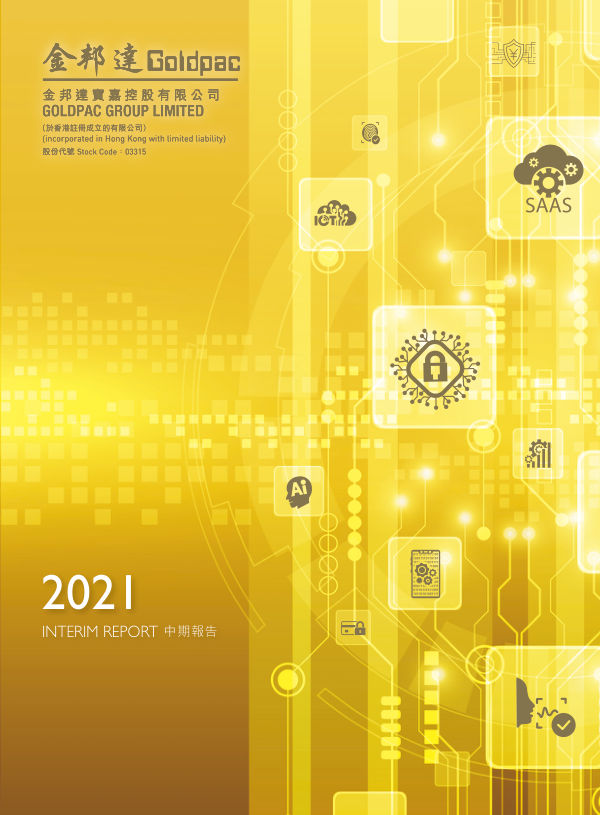 金邦達 Goldpac
金邦達寶嘉控股有限公司
GOLDPAC GROUP LIMITED
(於香港註冊成立的有限公司)
(incorporated in Hong Kong with limited liability)
股份代號 Stock Code : 03315
SAAS
IOT
Ai
2021
INTERIM REPORT 中期報告